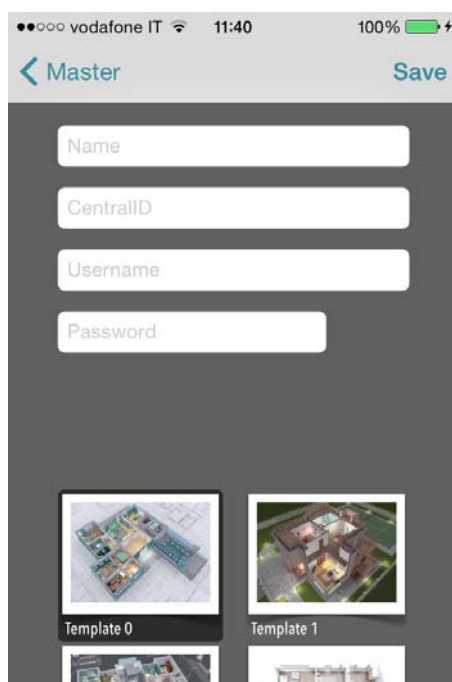 vodafone IT 11:40 100%
Master Save
Name
CentralID
Username
Password
Template 0 Template 1